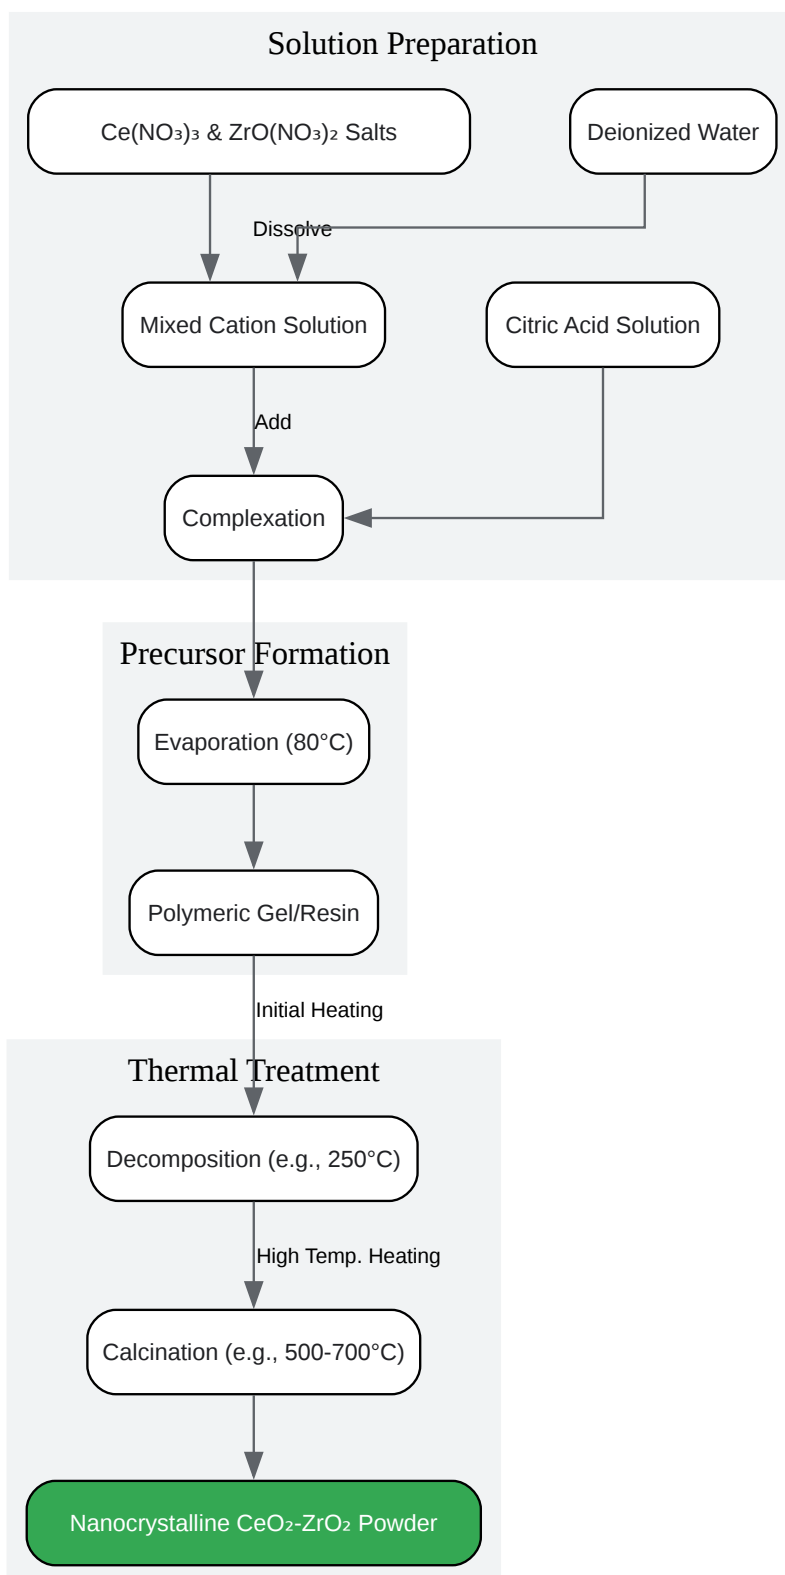 Solution Preparation
Ce(NO₃)₃ & ZrO(NO₃)₂ Salts
Deionized Water
Dissolve
Mixed Cation Solution
Citric Acid Solution
Add
Complexation
Precursor Formation
Evaporation (80°C)
Polymeric Gel/Resin
Initial Heating
Thermal Treatment
Decomposition (e.g., 250°C)
High Temp. Heating
Calcination (e.g., 500-700°C)
Nanocrystalline CeO₂-ZrO₂ Powder